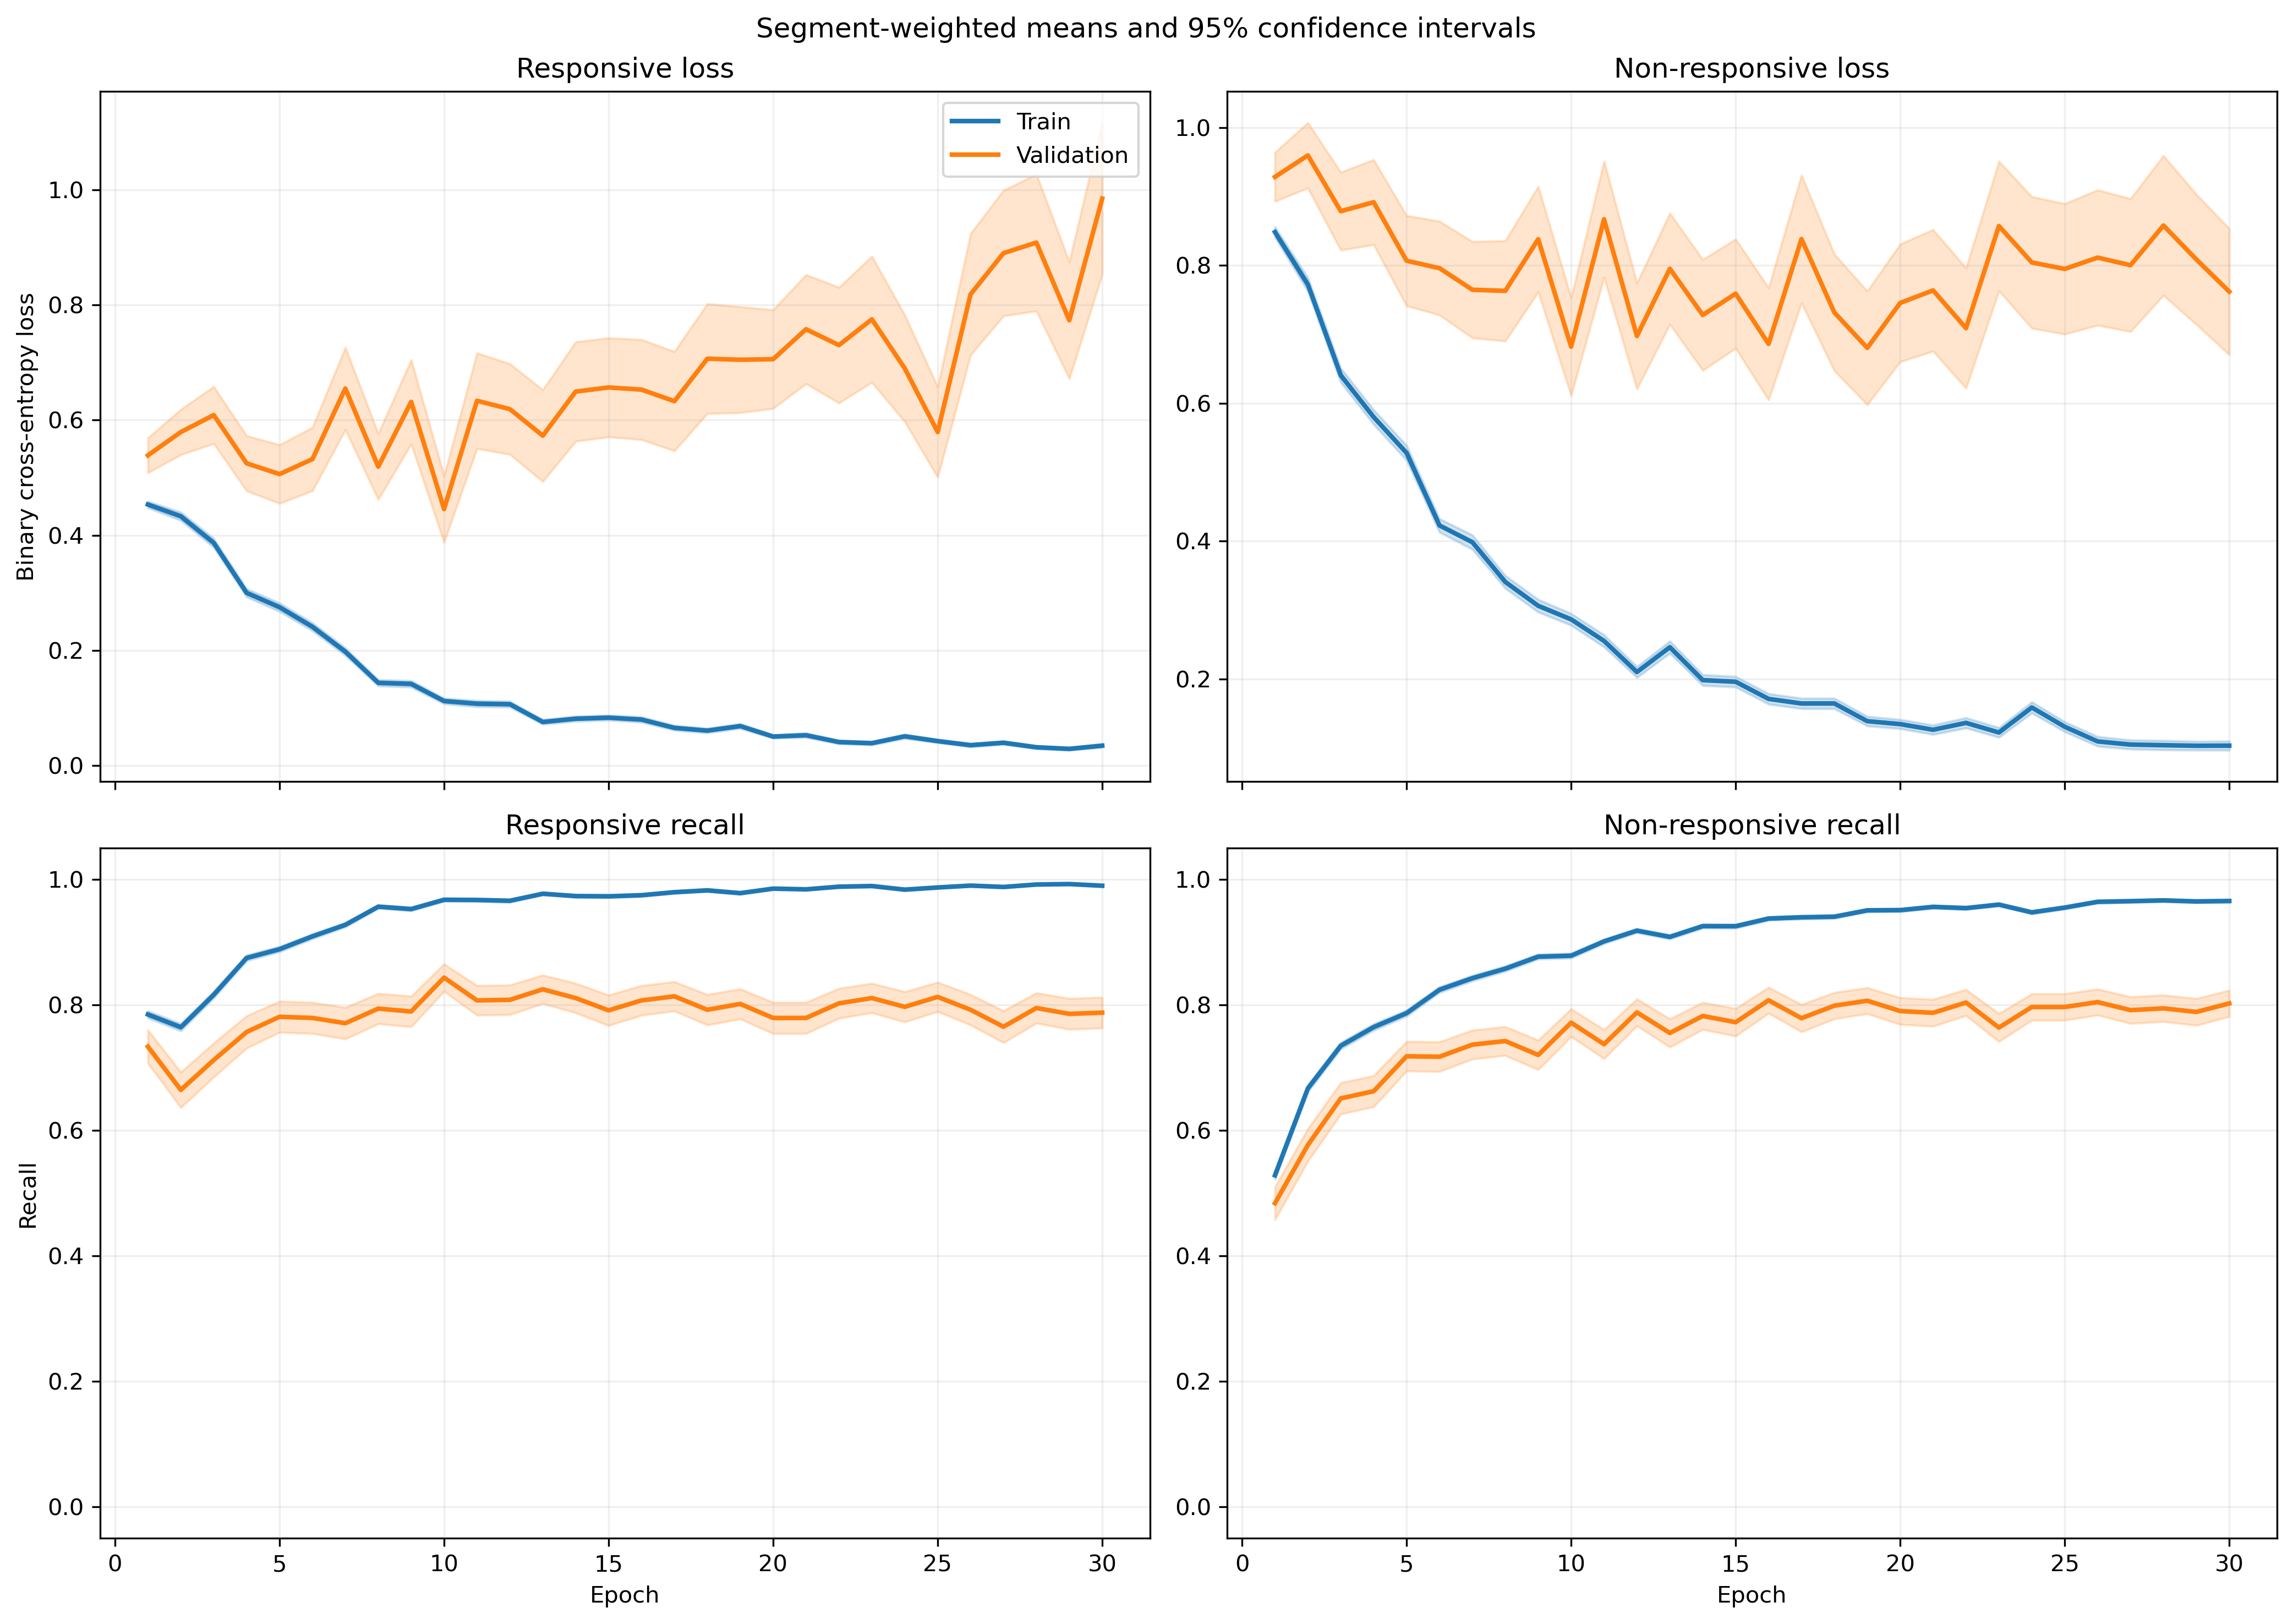 Segment-weighted means and 95% confidence intervals
Responsive loss
Non-responsive loss
Train
Validation
Binary cross-entropy loss
1.0
0.8
0.6
0.4
0.2
0.0
1.0
0.8
0.6
0.4
0.2
Responsive recall
Non-responsive recall
Recall
1.0
0.8
0.6
0.4
0.2
0.0
0 5 10 15 20 25 30
Epoch
1.0
0.8
0.6
0.4
0.2
0.0
0 5 10 15 20 25 30
Epoch